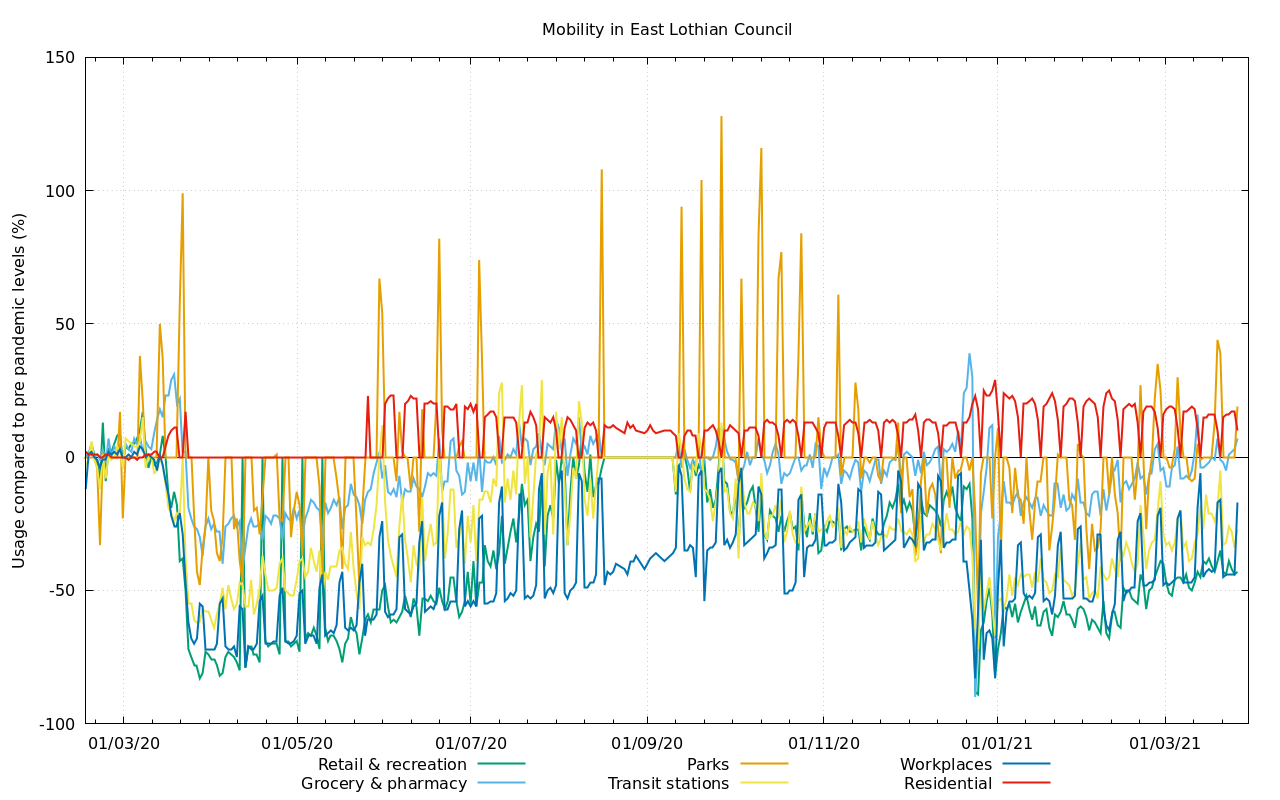 Mobility in East Lothian Council
Usage compared to pre pandemic levels (%)
150
100
50
0
-50
-100
01/03/20 01/05/20 01/07/20 01/09/20 01/11/20 01/01/21 01/03/21
Retail & recreation Parks Workplaces
Grocery & pharmacy Transit stations Residential